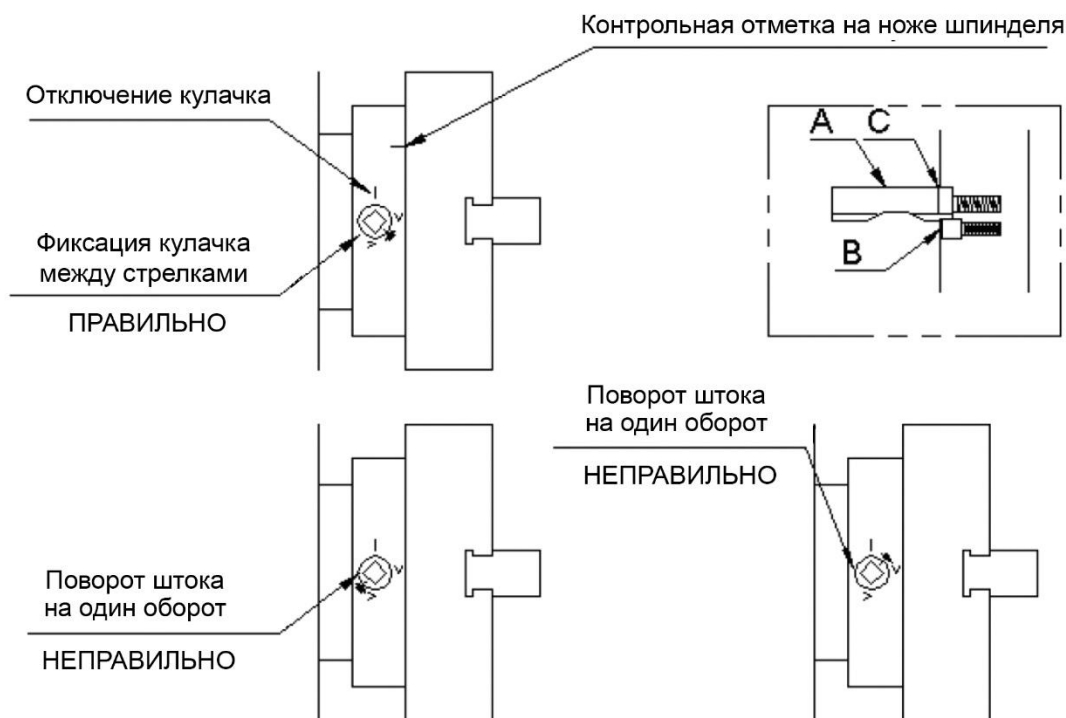 Контрольная отметка на ноже шпинделя
Отключение кулачка
A C
Фиксация кулачка
между стрелками
B
ПРАВИЛЬНО
Поворот штока
на один оборот
НЕПРАВИЛЬНО
Поворот штока
на один оборот
НЕПРАВИЛЬНО